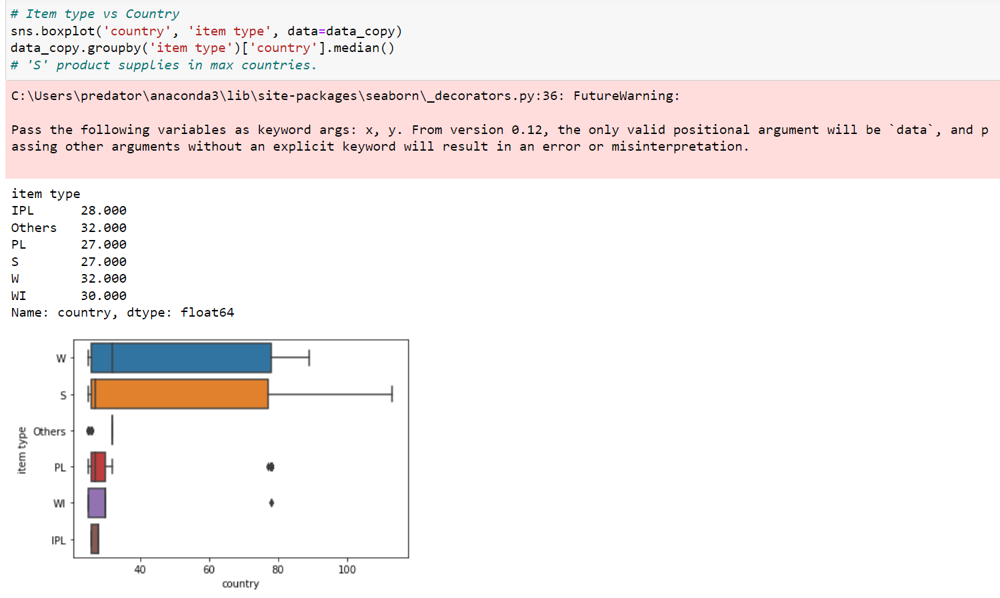 # Item type vs Country
sns.boxplot('country', 'item type', data=data_copy)
data_copy.groupby('item type')['country'].median()
# 'S' product supplies in max countries.
C:\Users\predator\anaconda3\lib\site-packages\seaborn\_decorators.py:36: FutureWarning:
Pass the following variables as keyword args: x, y. From version 0.12, the only valid positional argument will be `data`, and p
assing other arguments without an explicit keyword will result in an error or misinterpretation.
item type
IPL 28.000
Others 32.000
PL 27.000
S 27.000
W 32.000
WI 30.000
Name: country, dtype: float64
W
S
Others
PL
WI
IPL
item type
40 60 80 100
country